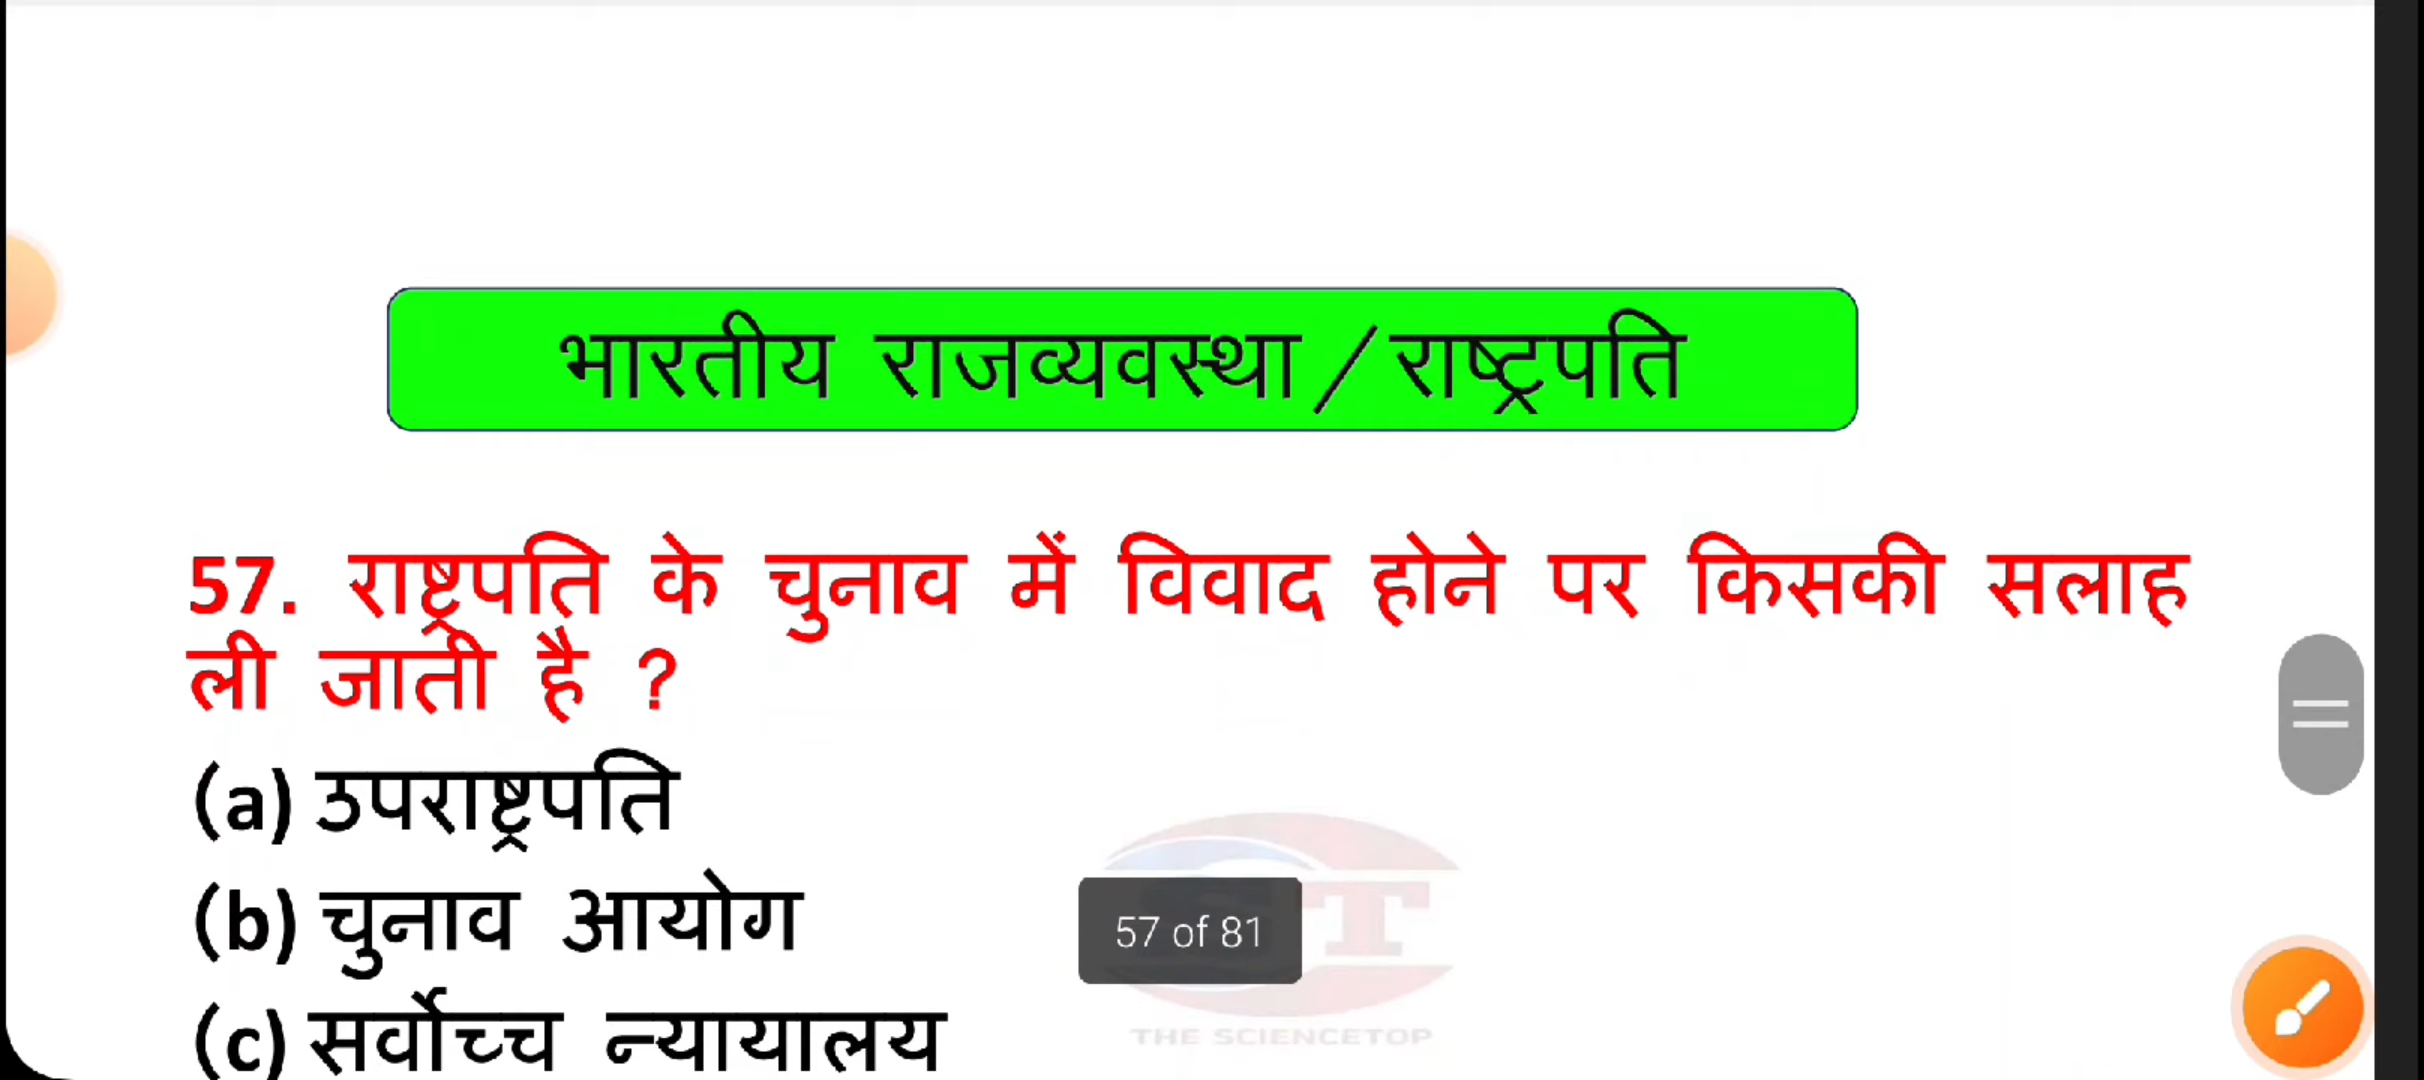 भारतीय राजव्यवस्था/राष्ट्रपति
57. राष्ट्रपति के चुनाव में विवाद होने पर किसकी सलाह
ली जाती है ?
(a) उपराष्ट्रपति
(b) चुनाव आयोग
57 of 81
(c) सर्वोच्च न्यायालय
THE SCIENCETOP